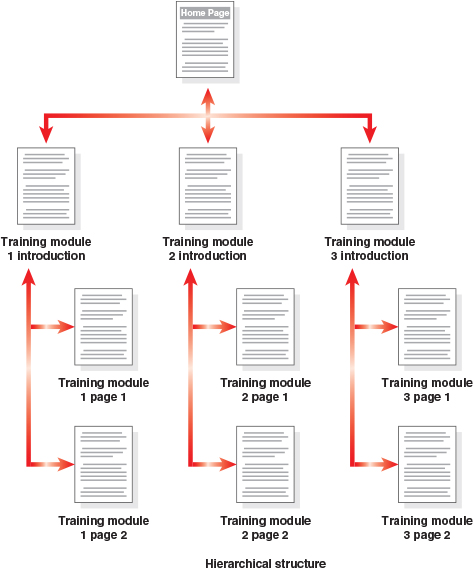 Home Page
Training module
1 introduction
Training module
2 introduction
Training module
3 introduction
Training module
1 page 1
Training module
2 page 1
Training module
3 page 1
Training module
1 page 2
Training module
2 page 2
Training module
3 page 2
Hierarchical structure